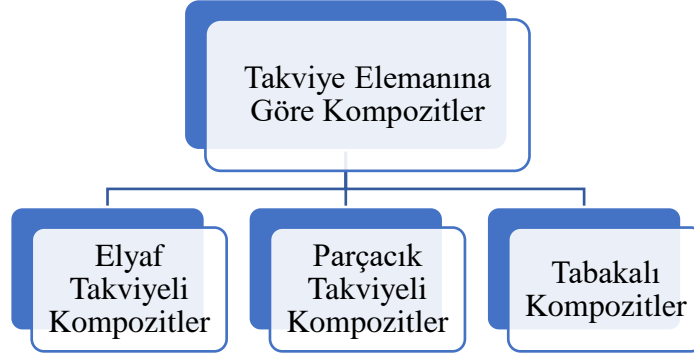 Takviye Elemanına
Göre Kompozitler
Elyaf
Takviyeli
Kompozitler
Parçacık
Takviyeli
Kompozitler
Tabakalı
Kompozitler